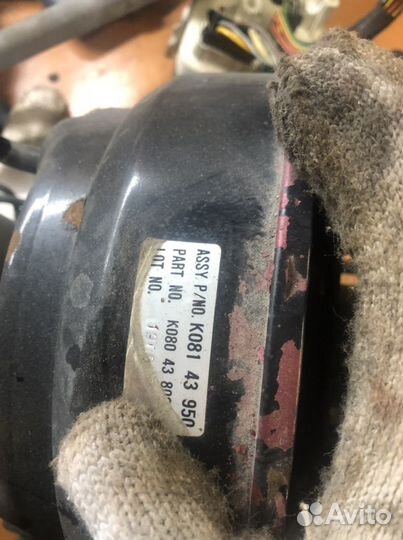 ASSY P/NO. K081 43 950
PART NO. K080 43 80
LOT NO.
Avito